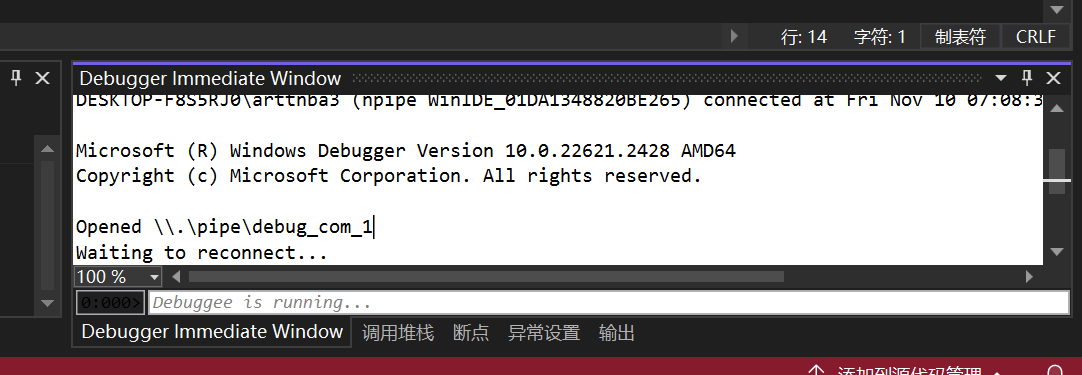 行: 14 字符: 1 制表符 CRLF
Debugger Immediate Window
DESKTOP-F8S5RJ0\arttnba3 (npipe WinIDE_01DA1348820BE265) connected at Fri Nov 10 07:08:3
Microsoft (R) Windows Debugger Version 10.0.22621.2428 AMD64
Copyright (c) Microsoft Corporation. All rights reserved.
Opened \\.\pipe\debug_com_1
Waiting to reconnect...
100 %
0:000> Debuggee is running...
Debugger Immediate Window 调用堆栈 断点 异常设置 输出
添加到源代码管理